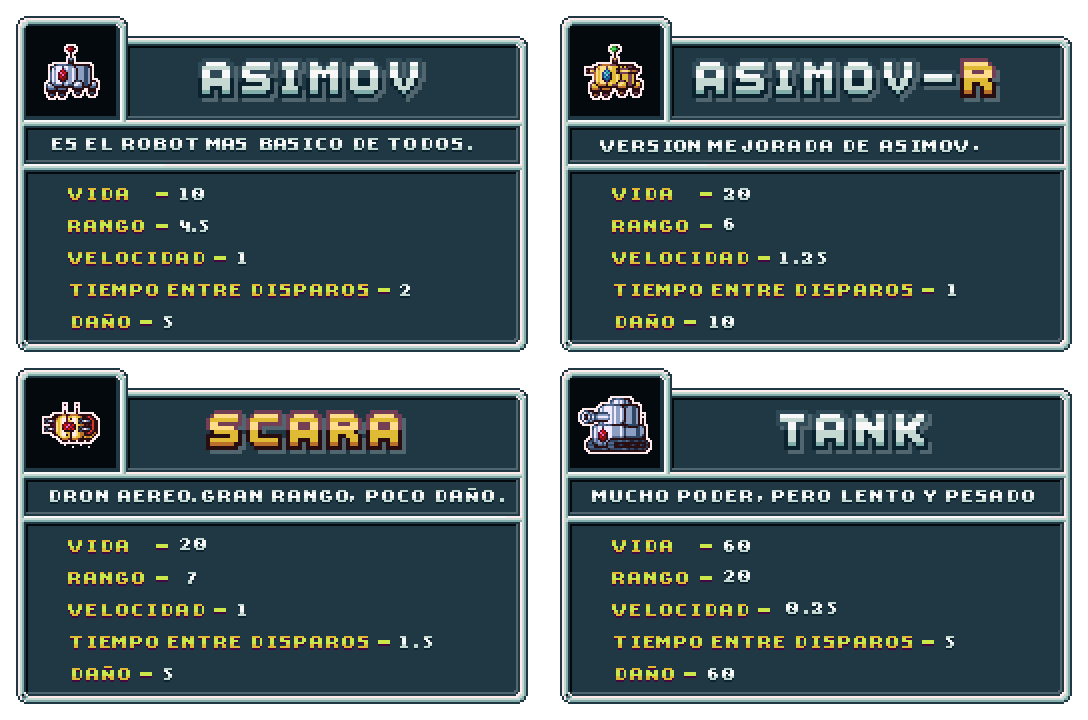 ASIMOV
ES EL ROBOT MAS BASICO DE TODOS.
VIDA - 10
RANGO - 4.5
VELOCIDAD - 1
TIEMPO ENTRE DISPAROS - 2
DAÑO - 5
ASIMOV-R
VERSION MEJORADA DE ASIMOV.
VIDA - 30
RANGO - 6
VELOCIDAD - 1.35
TIEMPO ENTRE DISPAROS - 1
DAÑO - 10
SCARA
DRON AEREO. GRAN RANGO, POCO DAÑO.
VIDA - 20
RANGO - 7
VELOCIDAD - 1
TIEMPO ENTRE DISPAROS - 1.5
DAÑO - 5
TANK
MUCHO PODER, PERO LENTO Y PESADO
VIDA - 60
RANGO - 20
VELOCIDAD - 0.35
TIEMPO ENTRE DISPAROS - 5
DAÑO - 60